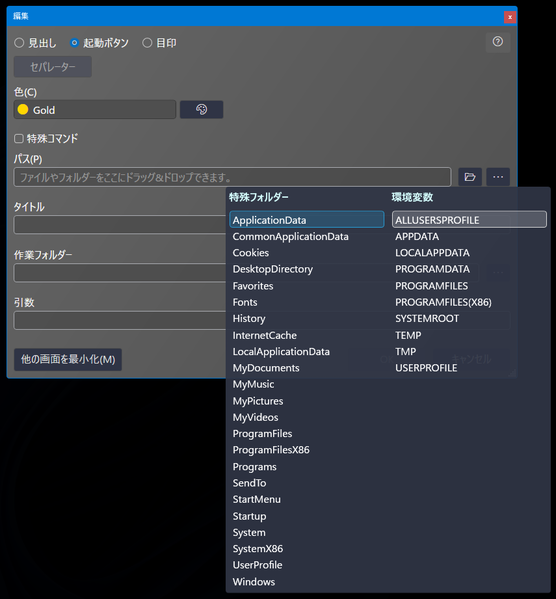 編集
見出し 起動ボタン 目印
セパレーター
色(C)
Gold
特殊コマンド
パス(P)
ファイルやフォルダーをここにドラッグ&ドロップできます。
タイトル
作業フォルダー
引数
他の画面を最小化(M)
キャンセル
特殊フォルダー 環境変数
ApplicationData ALLUSERSPROFILE
CommonApplicationData APPDATA
Cookies LOCALAPPDATA
DesktopDirectory PROGRAMDATA
Favorites PROGRAMFILES
Fonts PROGRAMFILES(X86)
History SYSTEMROOT
InternetCache TEMP
LocalApplicationData TMP
MyDocuments USERPROFILE
MyMusic
MyPictures
MyVideos
ProgramFiles
ProgramFilesX86
Programs
SendTo
StartMenu
Startup
System
SystemX86
UserProfile
Windows